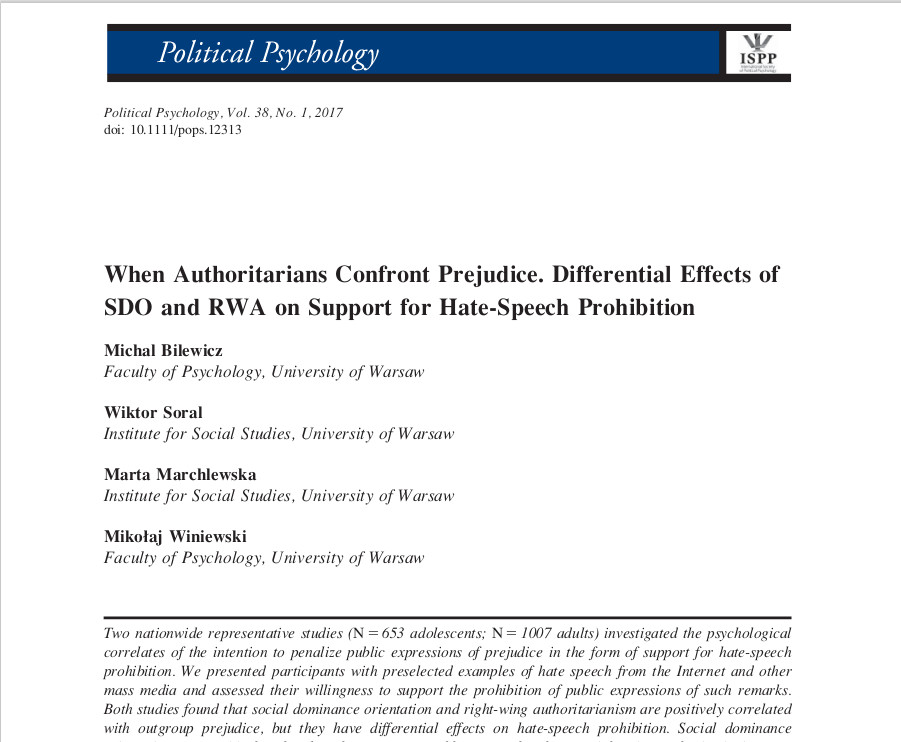 Political Psychology
ISPP
International Society
of Political Psychology
Political Psychology, Vol. 38, No. 1, 2017
doi: 10.1111/pops.12313
When Authoritarians Confront Prejudice. Differential Effects of
SDO and RWA on Support for Hate-Speech Prohibition
Michal Bilewicz
Faculty of Psychology, University of Warsaw
Wiktor Soral
Institute for Social Studies, University of Warsaw
Marta Marchlewska
Institute for Social Studies, University of Warsaw
Mikołaj Winiewski
Faculty of Psychology, University of Warsaw
Two nationwide representative studies (N = 653 adolescents; N = 1007 adults) investigated the psychological
correlates of the intention to penalize public expressions of prejudice in the form of support for hate-speech
prohibition. We presented participants with preselected examples of hate speech from the Internet and other
mass media and assessed their willingness to support the prohibition of public expressions of such remarks.
Both studies found that social dominance orientation and right-wing authoritarianism are positively correlated
with outgroup prejudice, but they have differential effects on hate-speech prohibition. Social dominance